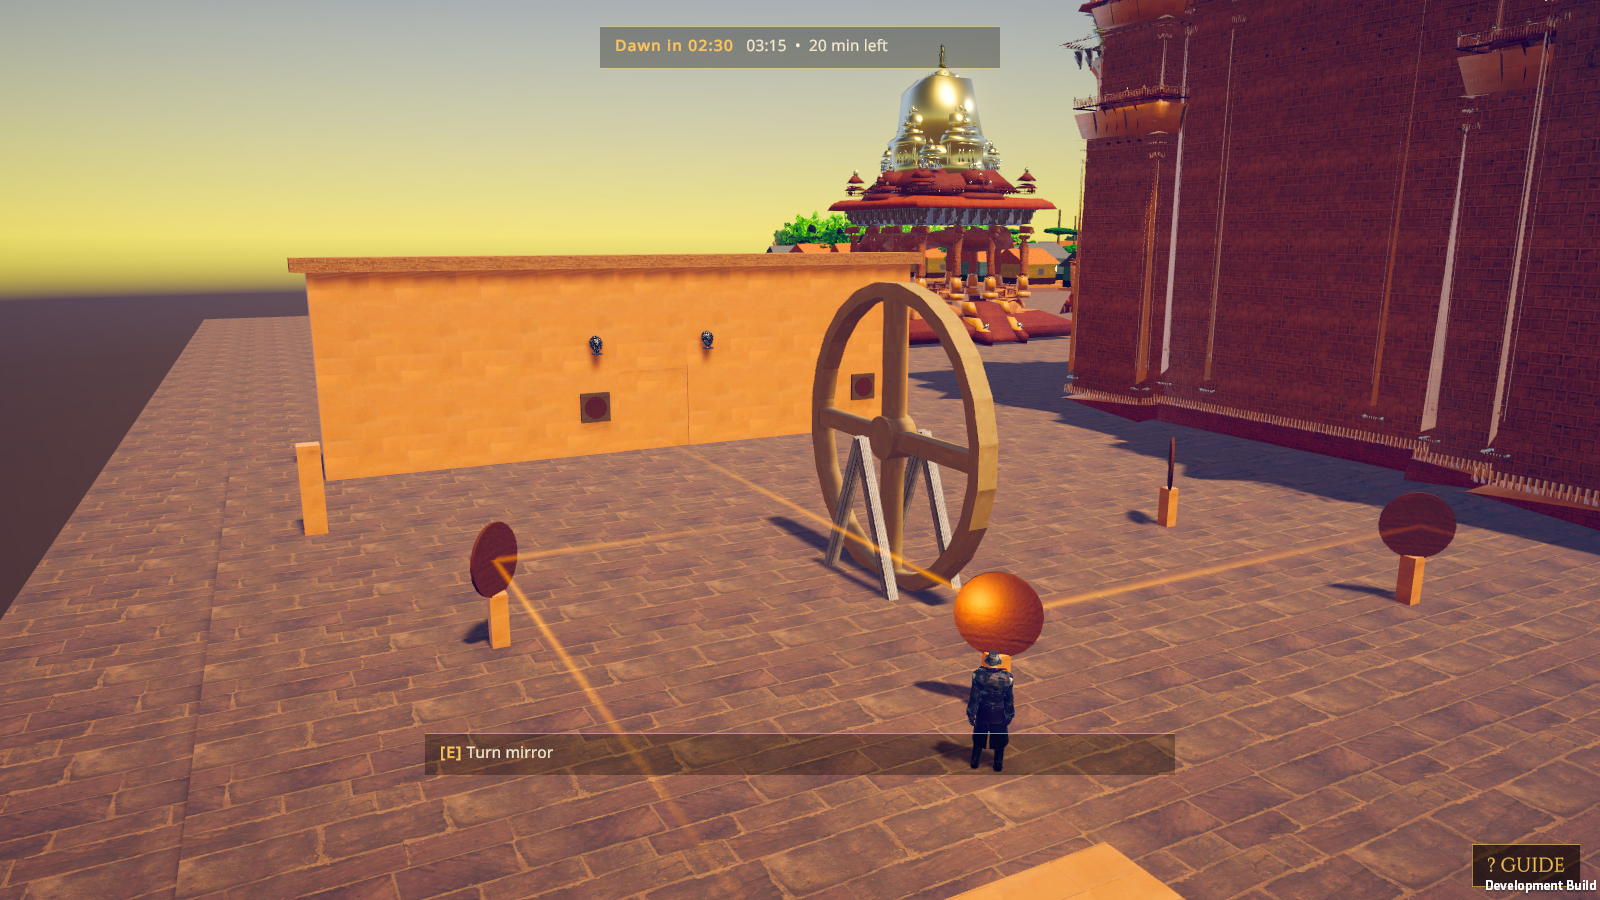 Dawn in 02:30 03:15 • 20 min left
[E] Turn mirror
? GUIDE
Development Build